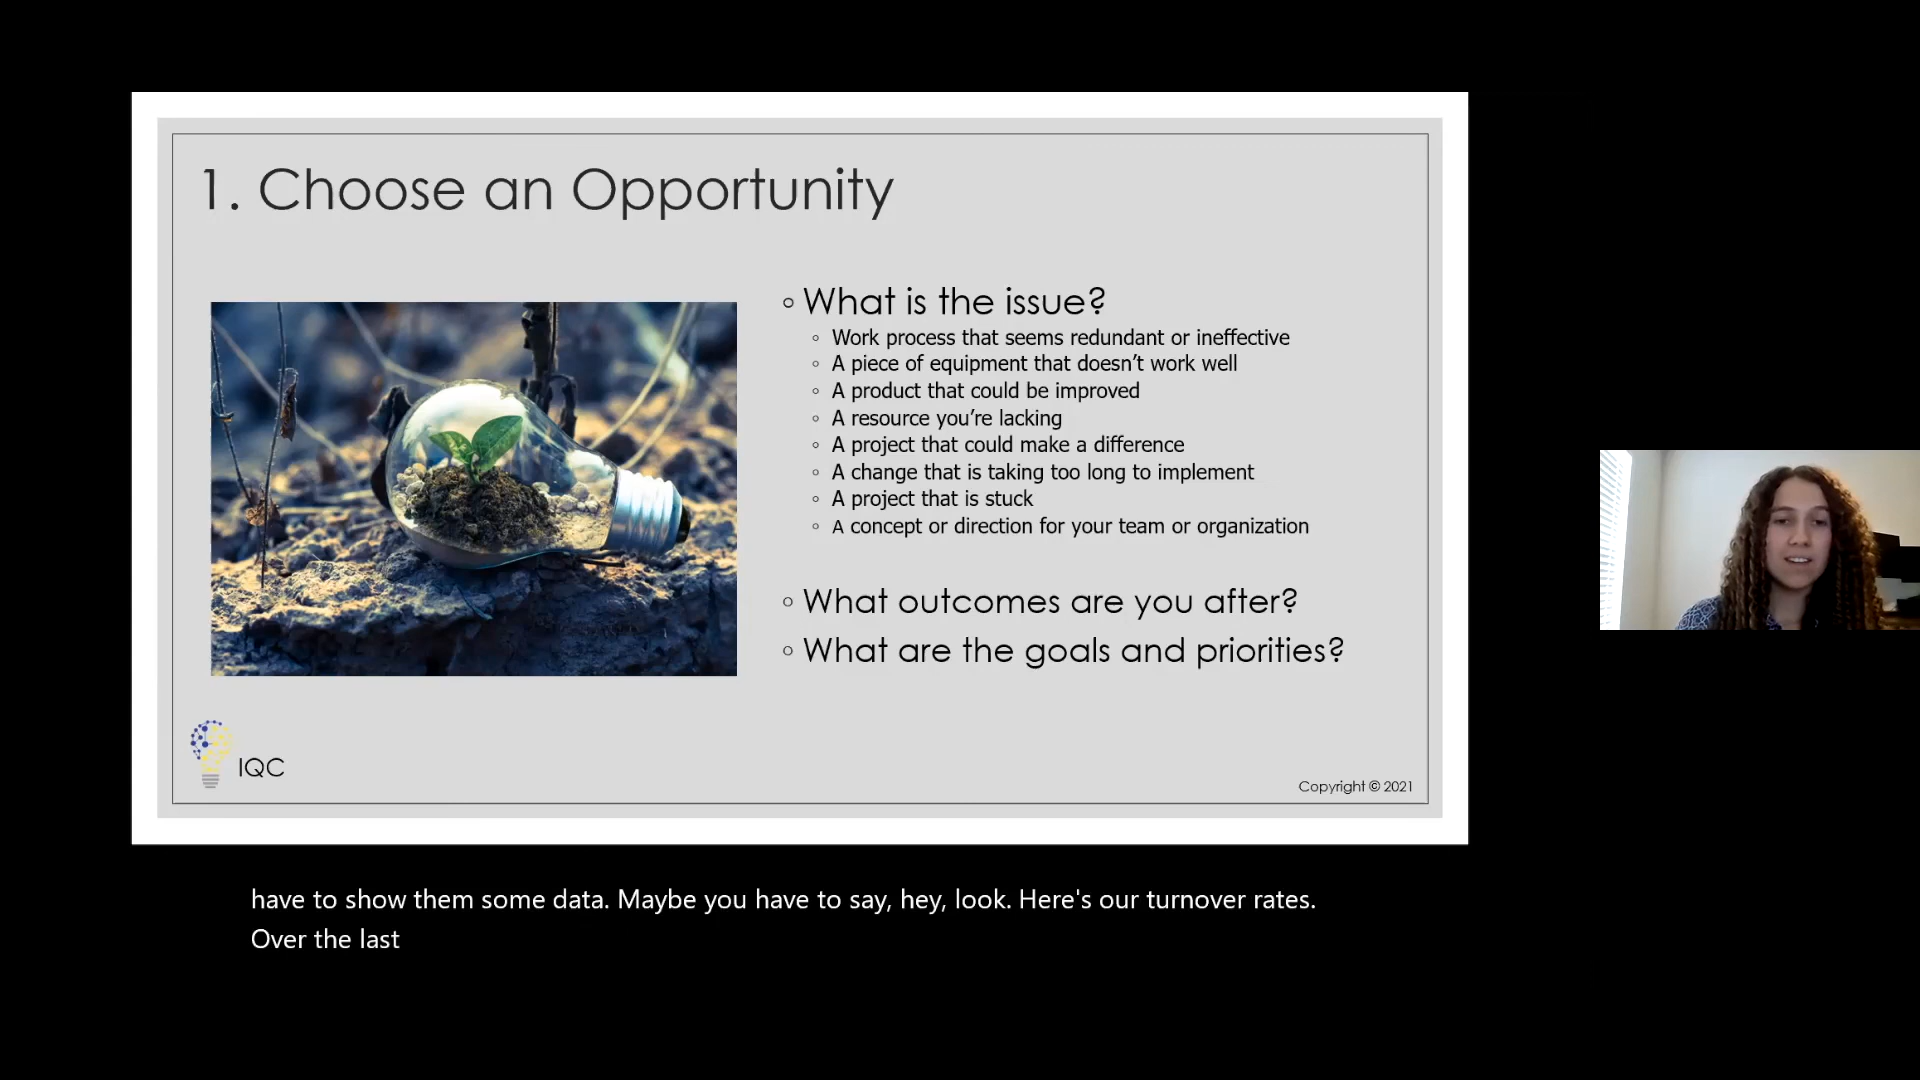 1. Choose an Opportunity
◦ What is the issue?
◦ Work process that seems redundant or ineffective
◦ A piece of equipment that doesn’t work well
◦ A product that could be improved
◦ A resource you’re lacking
◦ A project that could make a difference
◦ A change that is taking too long to implement
◦ A project that is stuck
◦ A concept or direction for your team or organization
◦ What outcomes are you after?
◦ What are the goals and priorities?
IQC
Copyright © 2021
have to show them some data. Maybe you have to say, hey, look. Here's our turnover rates.
Over the last